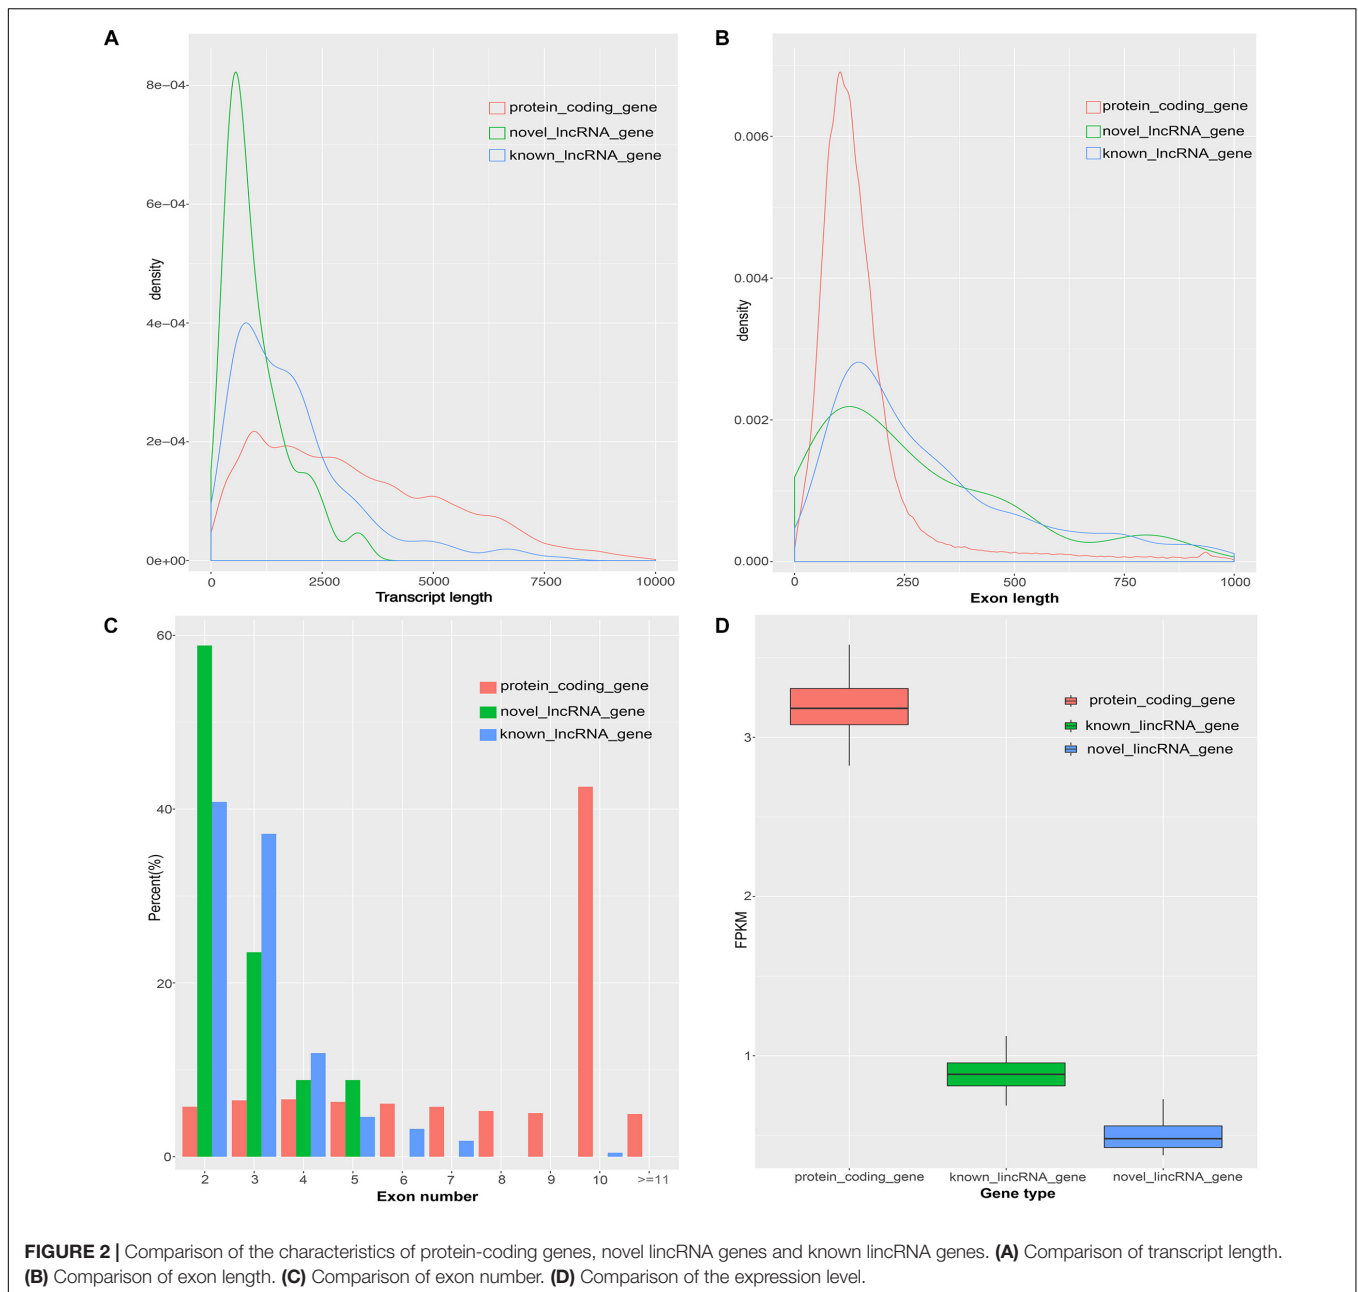 A
8e−04
6e−04
4e−04
2e−04
0e+00
density
protein_coding_gene
novel_lncRNA_gene
known_lncRNA_gene
0 2500 5000 7500 10000
Transcript length
B
0.006
0.004
0.002
0.000
density
protein_coding_gene
novel_lncRNA_gene
known_lncRNA_gene
0 250 500 750 1000
Exon length
C
60
40
20
0
Percent(%)
protein_coding_gene
novel_lncRNA_gene
known_lncRNA_gene
2 3 4 5 6 7 8 9 10 >=11
Exon number
D
3
2
1
FPKM
protein_coding_gene
known_lincRNA_gene
novel_lincRNA_gene
protein_coding_gene known_lincRNA_gene novel_lincRNA_gene
Gene type
FIGURE 2 | Comparison of the characteristics of protein-coding genes, novel lincRNA genes and known lincRNA genes. (A) Comparison of transcript length.
(B) Comparison of exon length. (C) Comparison of exon number. (D) Comparison of the expression level.